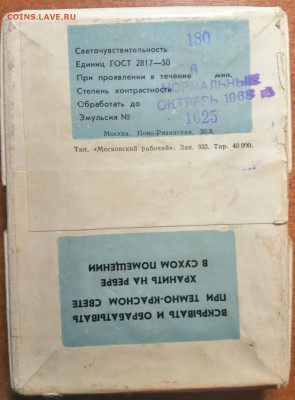 COINS.LAVE.RU
Светочувствительность 180
Единиц ГОСТ 2817—50
При проявлении в течение 8 мин.
Степень контрастности НОРМАЛЬНЫЕ
Обработать до ОКТЯБРЬ 1968 г.
Эмульсия № 1625
Москва. Ново-Рязанская, 30/А
Тип. «Московский рабочий». Зак. 933. Тир. 40 000.
ВСКРЫВАТЬ И ОБРАБАТЫВАТЬ
ПРИ ТЕМНО-КРАСНОМ СВЕТЕ
ХРАНИТЬ НА РЕБРЕ
В СУХОМ ПОМЕЩЕНИИ